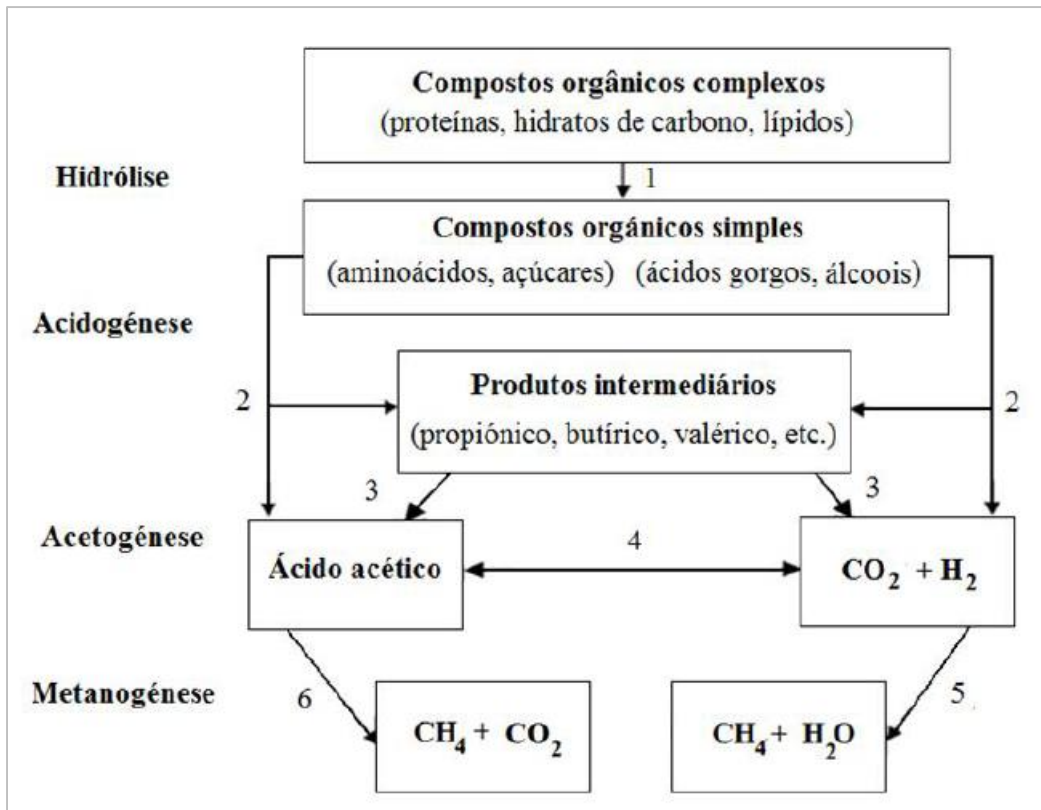 Compostos orgânicos complexos
(proteínas, hidratos de carbono, lípidos)
Hidrólise
1
Compostos orgánicos simples
(aminoácidos, açúcares) (ácidos gorgos, álcoois)
Acidogénese
2
Produtos intermediários
(propiónico, butírico, valérico, etc.)
2
3
3
Acetogénese
Ácido acético
4
CO2 + H2
Metanogénese
6
CH4 + CO2
CH4 + H2O
5